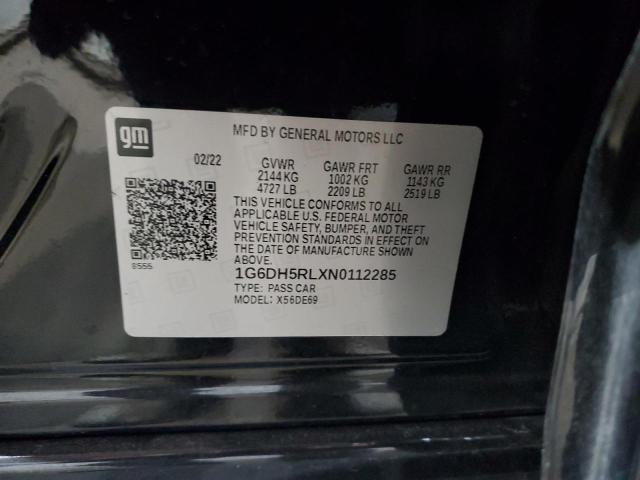 gm
MFD BY GENERAL MOTORS LLC
02/22 GVWR GAWR FRT GAWR RR
2144 KG 1002 KG 1143 KG
4727 LB 2209 LB 2519 LB
THIS VEHICLE CONFORMS TO ALL
APPLICABLE U.S. FEDERAL MOTOR
VEHICLE SAFETY, BUMPER, AND THEFT
PREVENTION STANDARDS IN EFFECT ON
THE DATE OF MANUFACTURE SHOWN
ABOVE.
1G6DH5RLXN0112285
TYPE: PASS CAR
MODEL: X56DE69